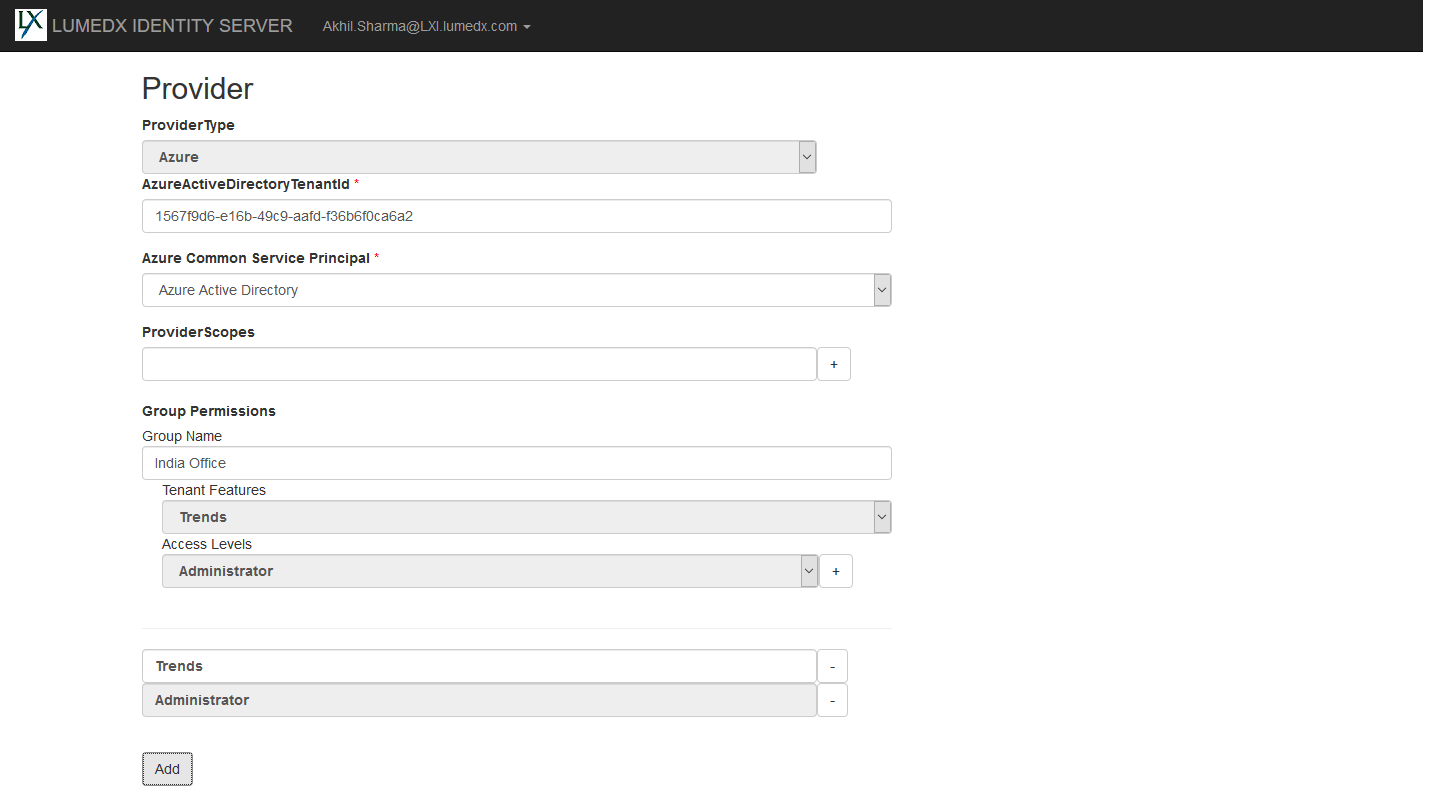 LX LUMEDX IDENTITY SERVER Akhil.Sharma@LXI.lumedx.com
Provider
ProviderType
Azure
AzureActiveDirectoryTenantId *
1567f9d6-e16b-49c9-aafd-f36b6f0ca6a2
Azure Common Service Principal *
Azure Active Directory
ProviderScopes
+
Group Permissions
Group Name
India Office
Tenant Features
Trends
Access Levels
Administrator +
Trends -
Administrator -
Add